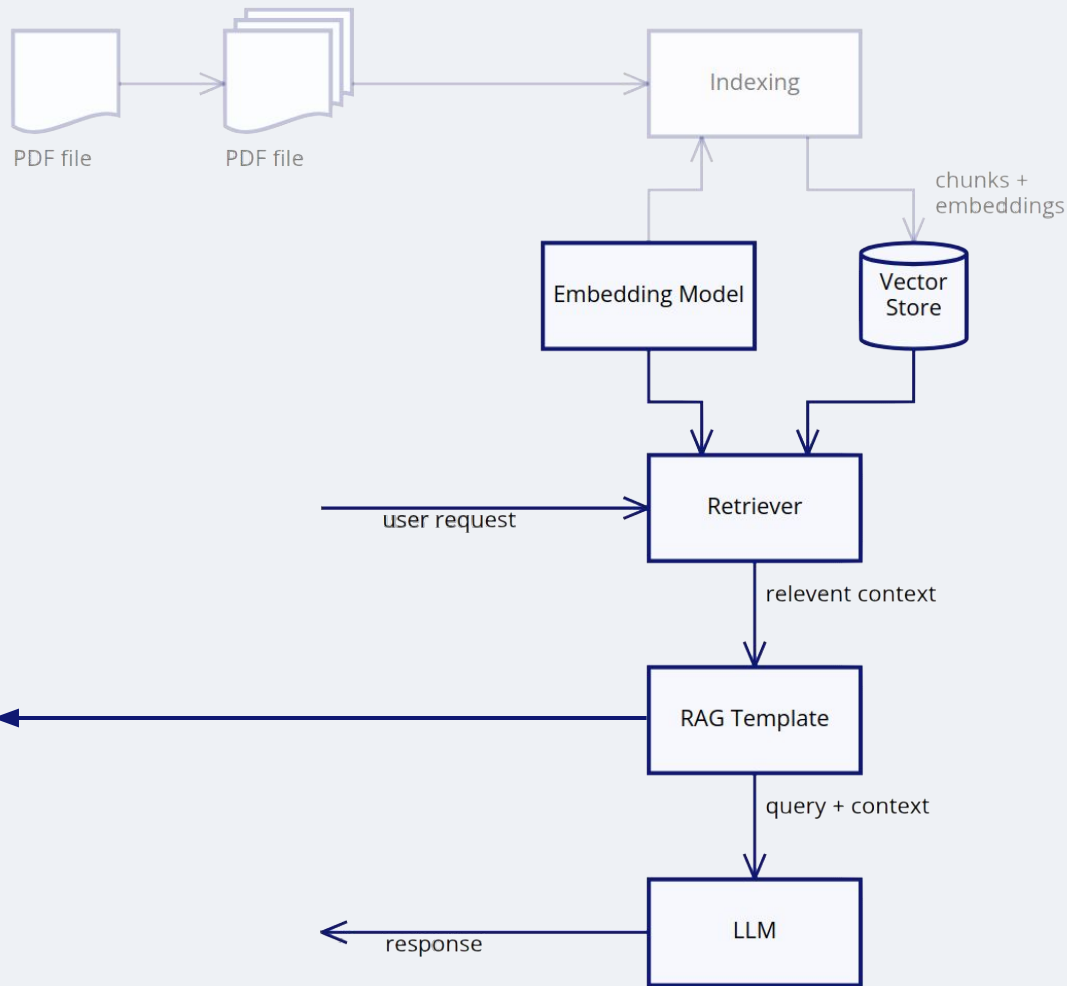 Indexing
PDF file
PDF file
chunks +
embeddings
Embedding Model
Vector
Store
Retriever
user request
relevent context
RAG Template
query + context
LLM
response